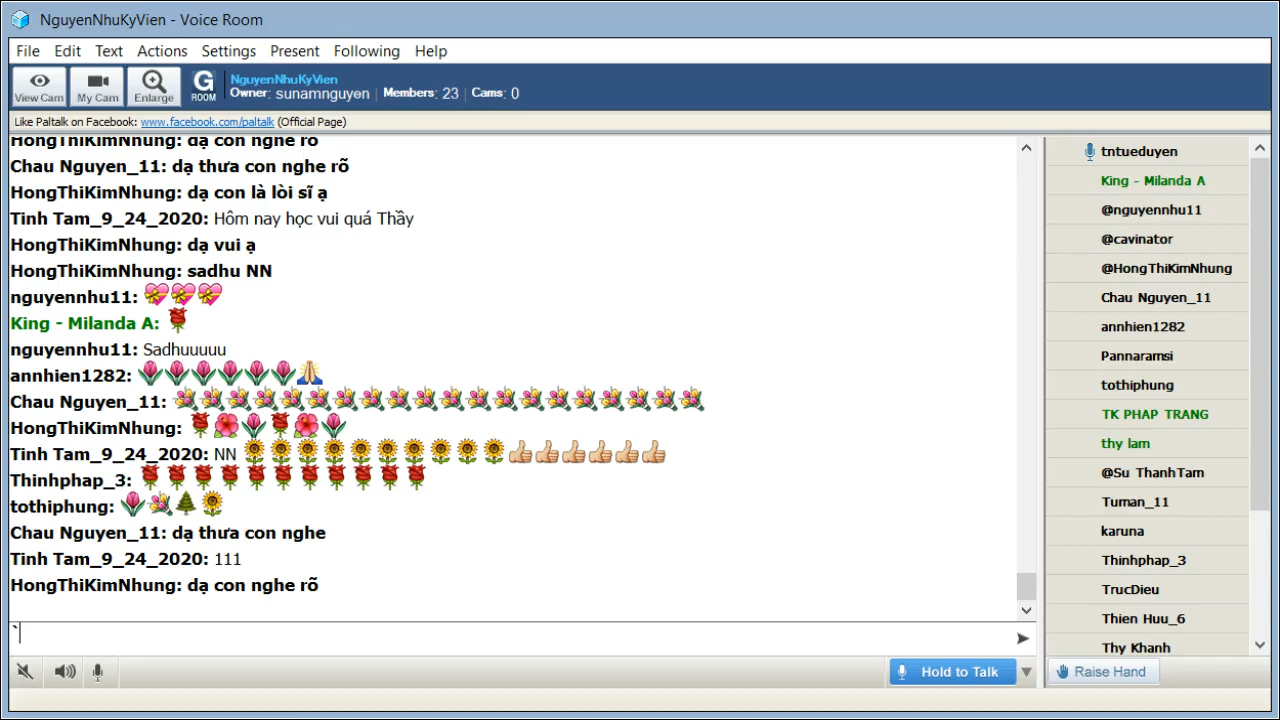 NguyenNhuKyVien - Voice Room
File Edit Text Actions Settings Present Following Help
View Cam
My Cam
Enlarge
G
ROOM
NguyenNhuKyVien
Owner: sunamnguyen | Members: 23 | Cams: 0
Like Paltalk on Facebook: www.facebook.com/paltalk (Official Page)
HongThiKimNhung: dạ con nghe rõ
Chau Nguyen_11: dạ thưa con nghe rõ
HongThiKimNhung: dạ con là lòi sĩ ạ
Tinh Tam_9_24_2020: Hôm nay học vui quá Thầy
HongThiKimNhung: dạ vui ạ
HongThiKimNhung: sadhu NN
nguyennhu11: 💝💝💝
King - Milanda A: 🌹
nguyennhu11: Sadhuuuuu
annhien1282: 🌷🌷🌷🌷🌷🌷🙏
Chau Nguyen_11: 💐💐💐💐💐💐💐💐💐💐💐💐💐💐💐💐💐💐💐💐
HongThiKimNhung: 🌹🌺🌷🌹🌺🌷
Tinh Tam_9_24_2020: NN 🌻🌻🌻🌻🌻🌻🌻🌻🌻🌻👍👍👍👍👍👍
Thinhphap_3: 🌹🌹🌹🌹🌹🌹🌹🌹🌹🌹🌹
tothiphung: 🌷💐🌲🌻
Chau Nguyen_11: dạ thưa con nghe
Tinh Tam_9_24_2020: 111
HongThiKimNhung: dạ con nghe rõ
`
Hold to Talk
tntueduyen
King - Milanda A
@nguyennhu11
@cavinator
@HongThiKimNhung
Chau Nguyen_11
annhien1282
Pannaramsi
tothiphung
TK PHAP TRANG
thy lam
@Su ThanhTam
Tuman_11
karuna
Thinhphap_3
TrucDieu
Thien Huu_6
Thy Khanh
Raise Hand